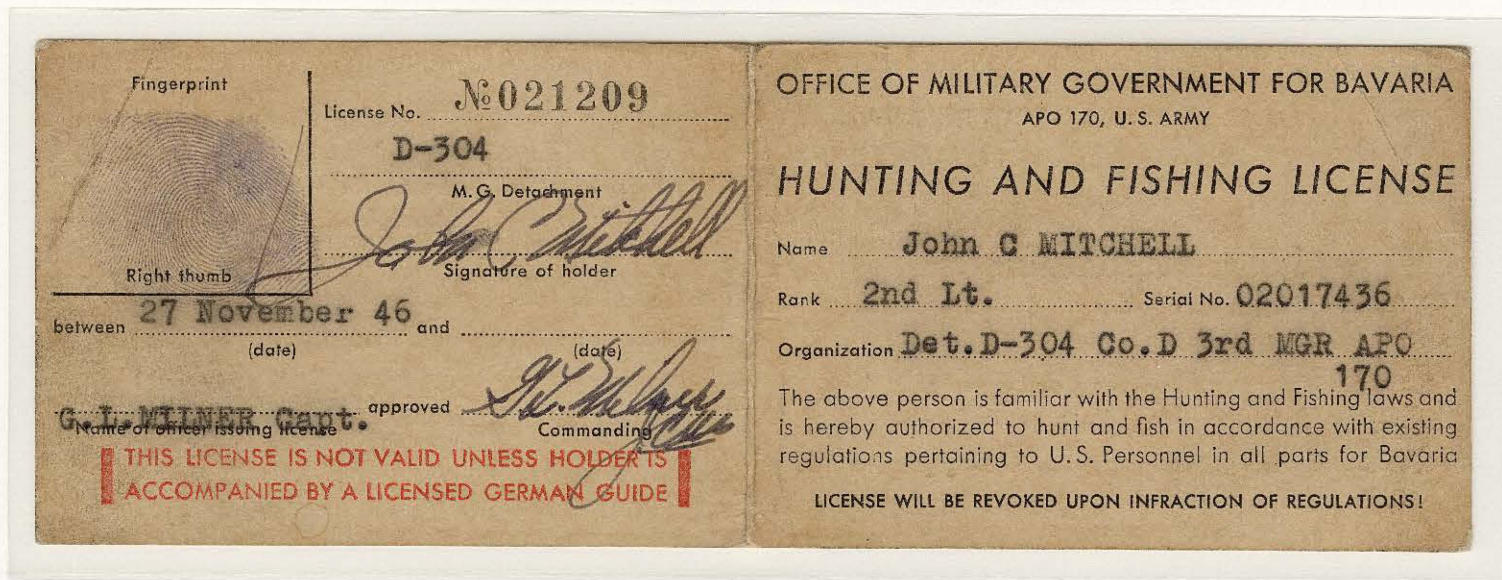 Fingerprint
Right thumb
License No. №021209
D-304
M.G. Detachment
John C Mitchell
Signature of holder
between 27 November 46 and
(date) (date)
G. L. MILNER Capt. approved G. L. Milner
Name of officer issuing license Commanding
THIS LICENSE IS NOT VALID UNLESS HOLDER IS
ACCOMPANIED BY A LICENSED GERMAN GUIDE
OFFICE OF MILITARY GOVERNMENT FOR BAVARIA
APO 170, U.S. ARMY
HUNTING AND FISHING LICENSE
Name John C MITCHELL
Rank 2nd Lt. Serial No. 02017436
Organization Det.D-304 Co.D 3rd MGR APO
170
The above person is familiar with the Hunting and Fishing laws and
is hereby authorized to hunt and fish in accordance with existing
regulations pertaining to U.S. Personnel in all parts for Bavaria
LICENSE WILL BE REVOKED UPON INFRACTION OF REGULATIONS!